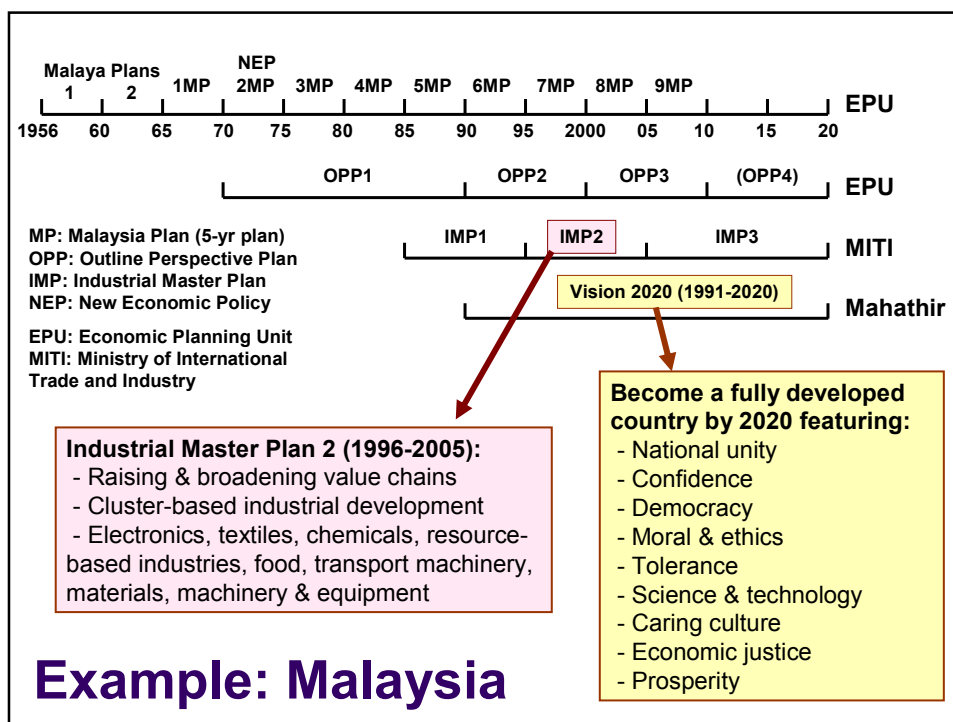 Malaya Plans
1 2 1MP
NEP
2MP 3MP 4MP 5MP 6MP 7MP 8MP 9MP
EPU
1956 60 65 70 75 80 85 90 95 2000 05 10 15 20
OPP1 OPP2 OPP3 (OPP4)
EPU
IMP1 IMP2 IMP3
MITI
Vision 2020 (1991-2020)
Mahathir
MP: Malaysia Plan (5-yr plan)
OPP: Outline Perspective Plan
IMP: Industrial Master Plan
NEP: New Economic Policy
EPU: Economic Planning Unit
MITI: Ministry of International
Trade and Industry
Industrial Master Plan 2 (1996-2005):
- Raising & broadening value chains
- Cluster-based industrial development
- Electronics, textiles, chemicals, resource-
based industries, food, transport machinery,
materials, machinery & equipment
Become a fully developed
country by 2020 featuring:
- National unity
- Confidence
- Democracy
- Moral & ethics
- Tolerance
- Science & technology
- Caring culture
- Economic justice
- Prosperity
Example: Malaysia